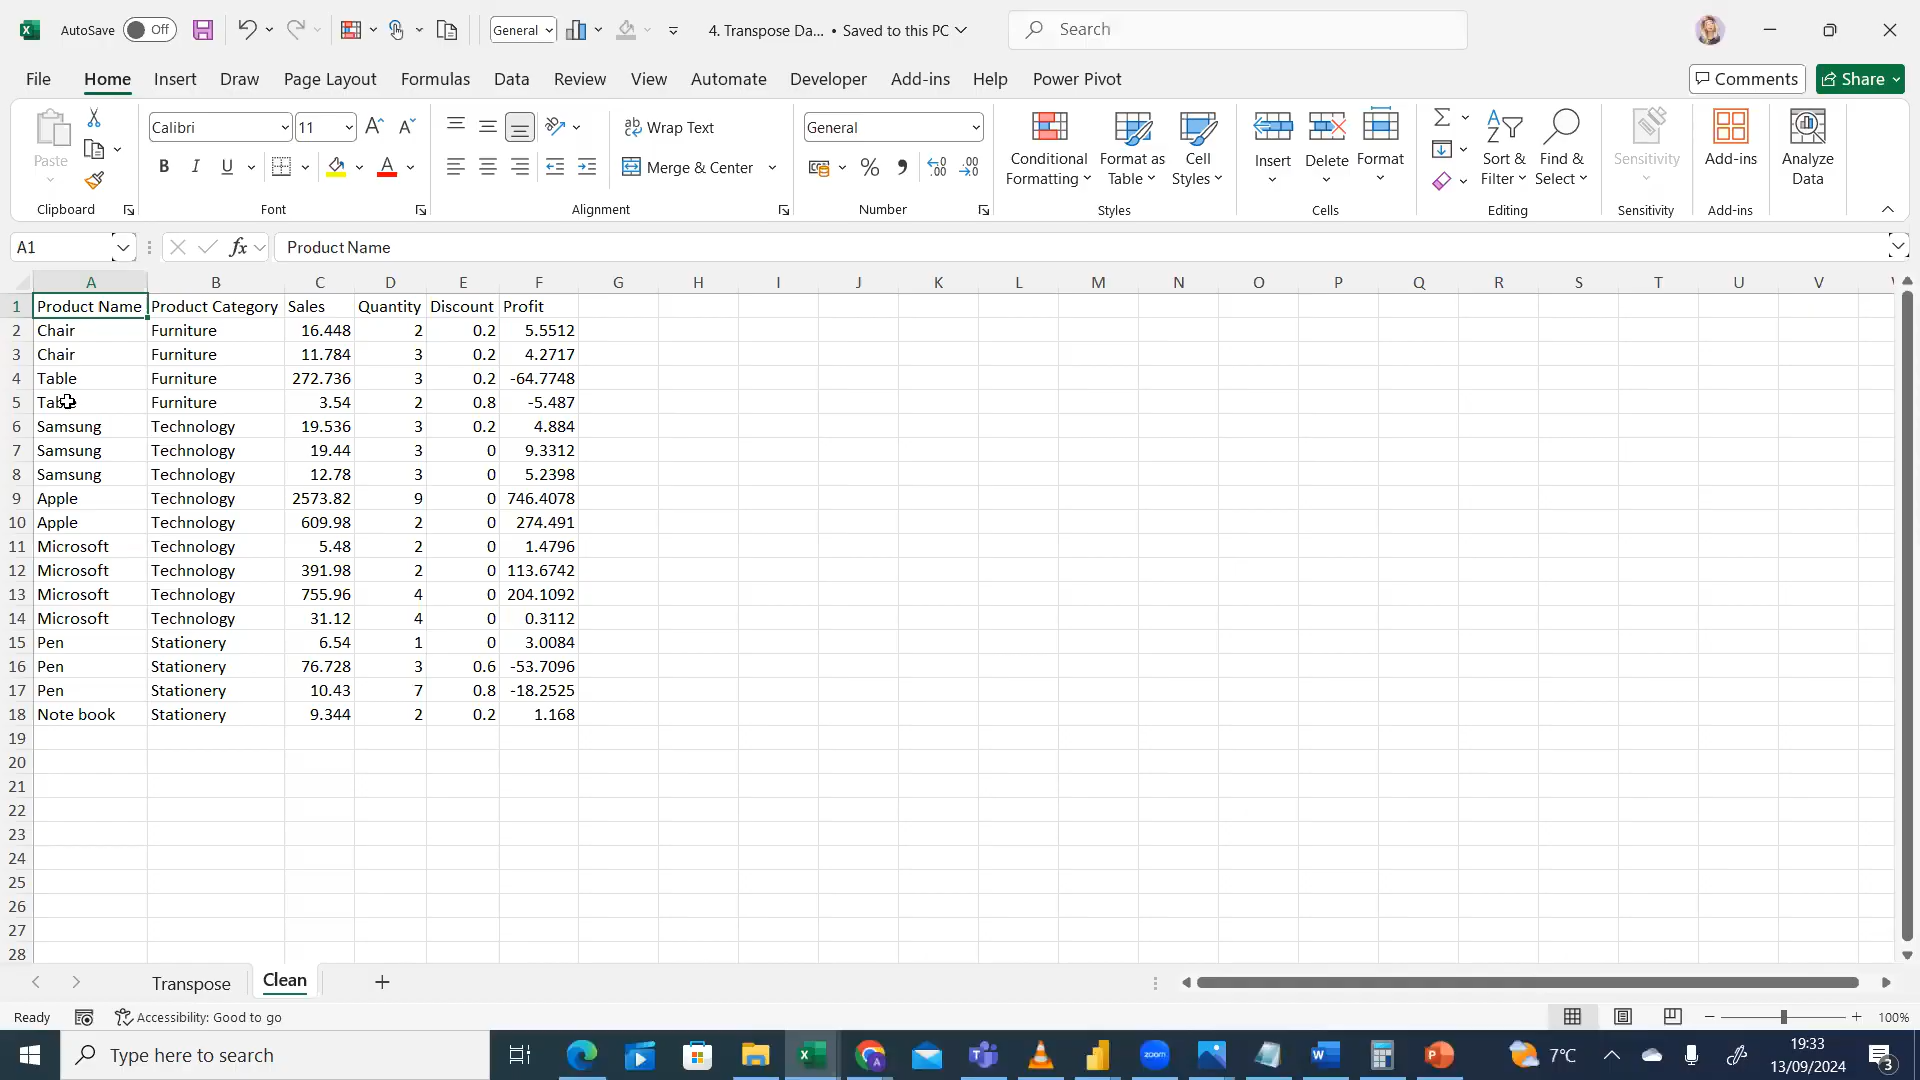 AutoSave Off General 4. Transpose Da... • Saved to this PC Search
File Home Insert Draw Page Layout Formulas Data Review View Automate Developer Add-ins Help Power Pivot Comments Share
Paste Calibri 11 Wrap Text General Conditional Format as Cell Insert Delete Format Sort & Find & Sensitivity Add-ins Analyze
B I U Merge & Center Formatting Table Styles Filter Select Data
Clipboard Font Alignment Number Styles Cells Editing Sensitivity Add-ins
A1 fx Product Name
A B C D E F G H I J K L M N O P Q R S T U V
1 Product Name Product Category Sales Quantity Discount Profit
2 Chair Furniture 16.448 2 0.2 5.5512
3 Chair Furniture 11.784 3 0.2 4.2717
4 Table Furniture 272.736 3 0.2 -64.7748
5 Table Furniture 3.54 2 0.8 -5.487
6 Samsung Technology 19.536 3 0.2 4.884
7 Samsung Technology 19.44 3 0 9.3312
8 Samsung Technology 12.78 3 0 5.2398
9 Apple Technology 2573.82 9 0 746.4078
10 Apple Technology 609.98 2 0 274.491
11 Microsoft Technology 5.48 2 0 1.4796
12 Microsoft Technology 391.98 2 0 113.6742
13 Microsoft Technology 755.96 4 0 204.1092
14 Microsoft Technology 31.12 4 0 0.3112
15 Pen Stationery 6.54 1 0 3.0084
16 Pen Stationery 76.728 3 0.6 -53.7096
17 Pen Stationery 10.43 7 0.8 -18.2525
18 Note book Stationery 9.344 2 0.2 1.168
19
20
21
22
23
24
25
26
27
28
Transpose Clean
Ready Accessibility: Good to go 100%
Type here to search zoom 7°C 19:33
13/09/2024 3